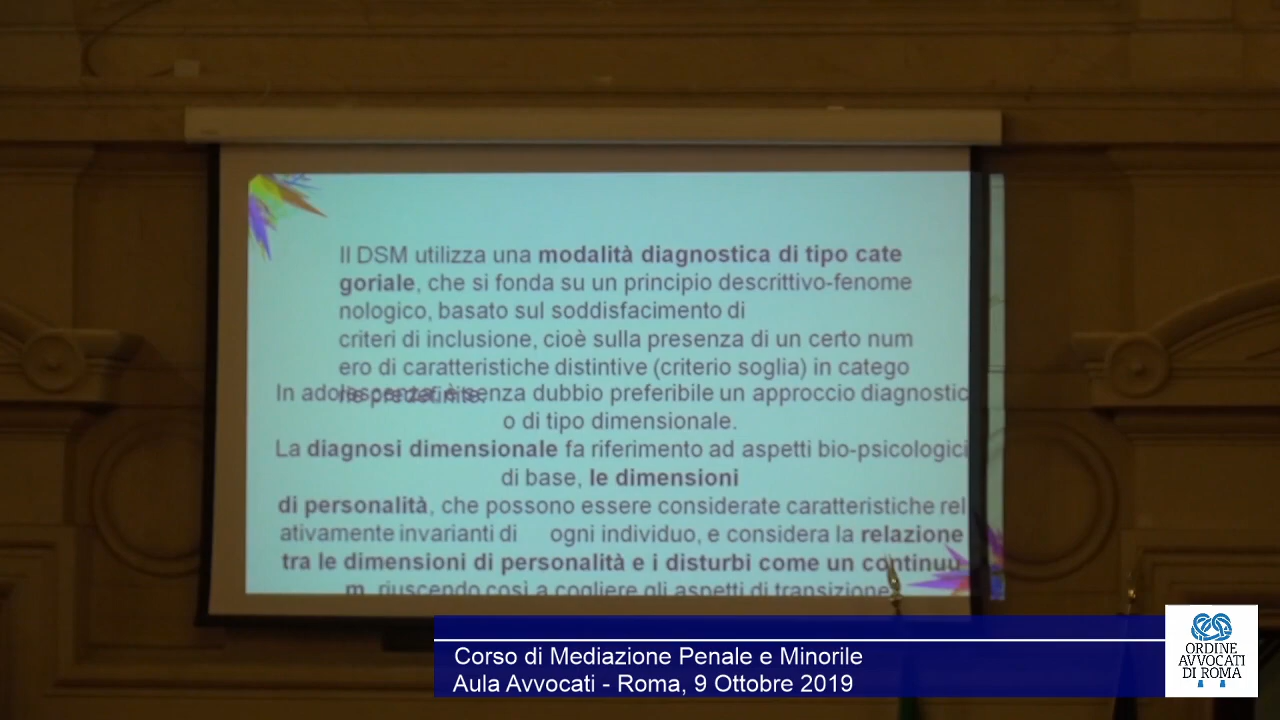 Il DSM utilizza una modalità diagnostica di tipo cate
goriale, che si fonda su un principio descrittivo-fenome
nologico, basato sul soddisfacimento di
criteri di inclusione, cioè sulla presenza di un certo num
ero di caratteristiche distintive (criterio soglia) in catego
rie predefinite.
In adolescenza, è senza dubbio preferibile un approccio diagnostic
o di tipo dimensionale.
La diagnosi dimensionale fa riferimento ad aspetti bio-psicologici
di base, le dimensioni
di personalità, che possono essere considerate caratteristiche rel
ativamente invarianti di ogni individuo, e considera la relazione
tra le dimensioni di personalità e i disturbi come un continuu
m, riuscendo così a cogliere gli aspetti di transizione
Corso di Mediazione Penale e Minorile
Aula Avvocati - Roma, 9 Ottobre 2019
ORDINE
AVVOCATI
DI ROMA